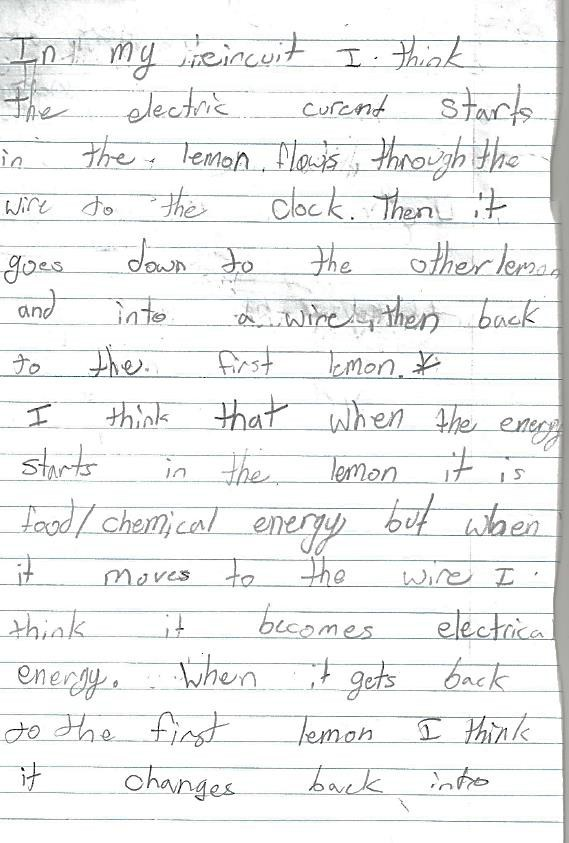 In my circuit I think
the electric curent starts
in the lemon, flows through the
wire to the clock. Then it
goes down to the other lemon
and into a wire, then back
to the first lemon.*
I think that when the energy
starts in the lemon it is
food/chemical energy but when
it moves to the wire I
think it becomes electrical
energy. When it gets back
to the first lemon I think
it changes back into